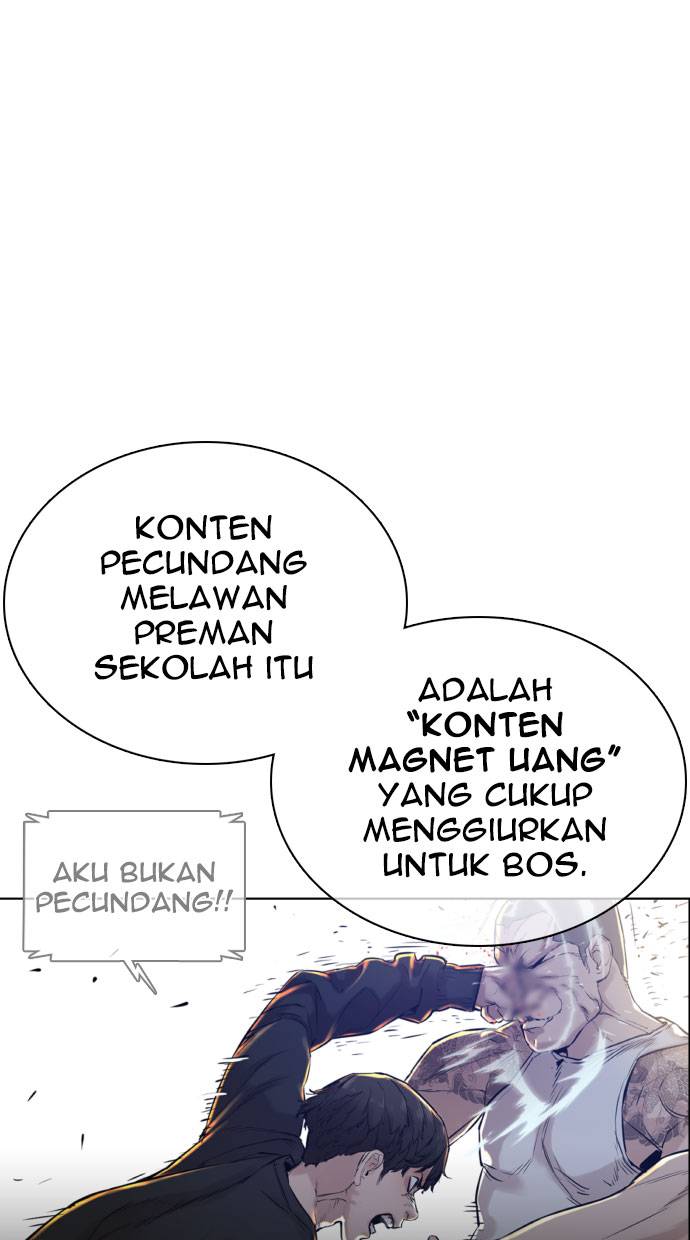 KONTEN
PECUNDANG
MELAWAN
PREMAN
SEKOLAH ITU
ADALAH
“KONTEN
MAGNET UANG”
YANG CUKUP
MENGGIURKAN
UNTUK BOS.
AKU BUKAN
PECUNDANG!!